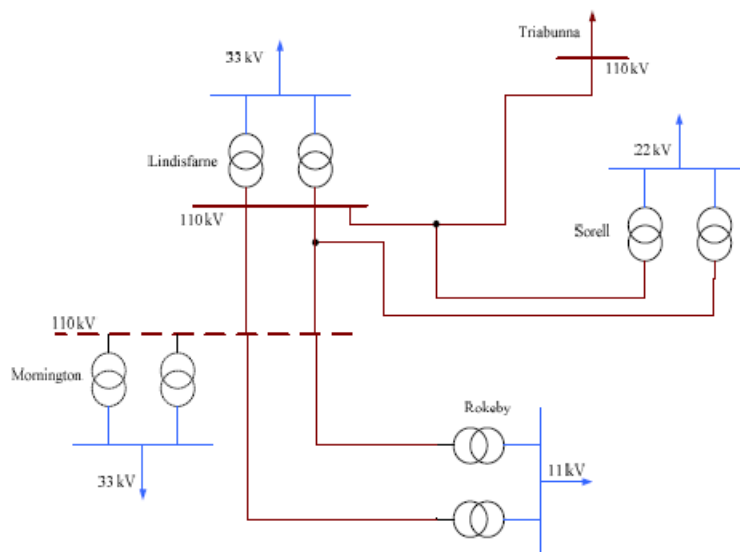 Triabunna
110 kV
33 kV
22 kV
Lindisfarne
110 kV
Sorell
110 kV
Mornington
Rokeby
33 kV
11 kV